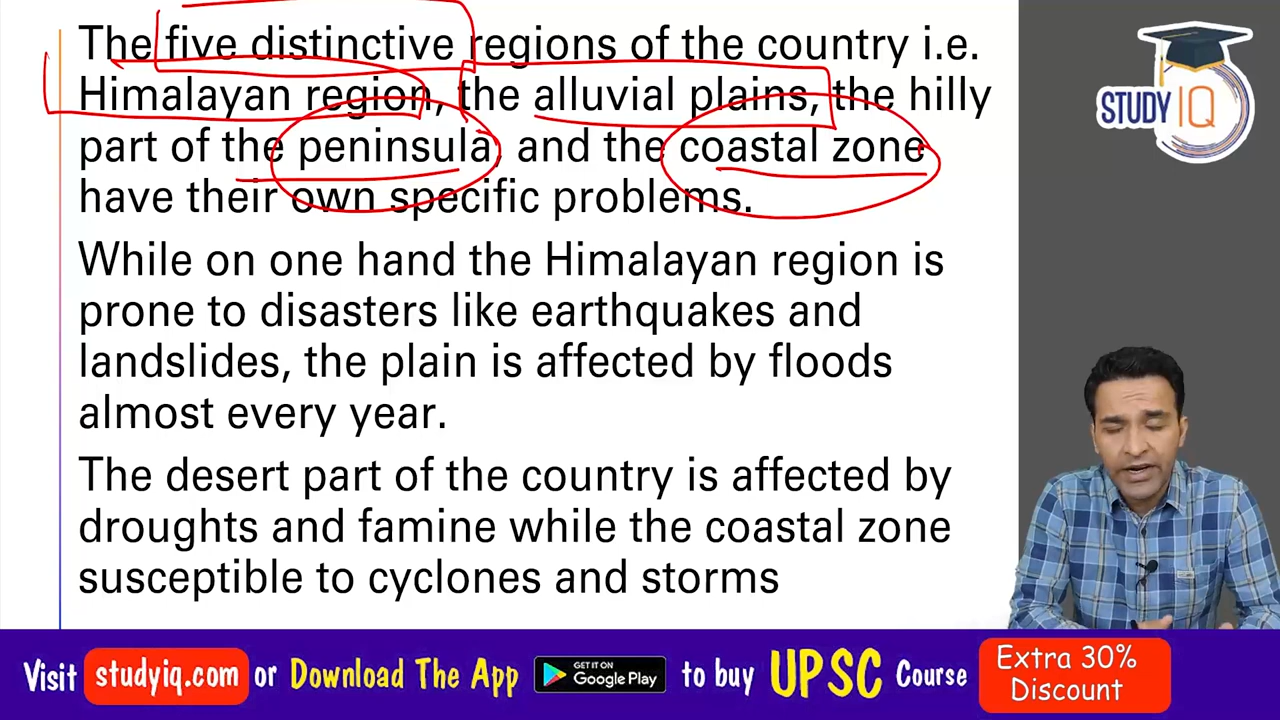 The five distinctive regions of the country i.e.
Himalayan region, the alluvial plains, the hilly
part of the peninsula, and the coastal zone
have their own specific problems.
While on one hand the Himalayan region is
prone to disasters like earthquakes and
landslides, the plain is affected by floods
almost every year.
The desert part of the country is affected by
droughts and famine while the coastal zone
susceptible to cyclones and storms
STUDY IQ
Visit studyiq.com or Download The App GET IT ON Google Play to buy UPSC Course
Extra 30%
Discount